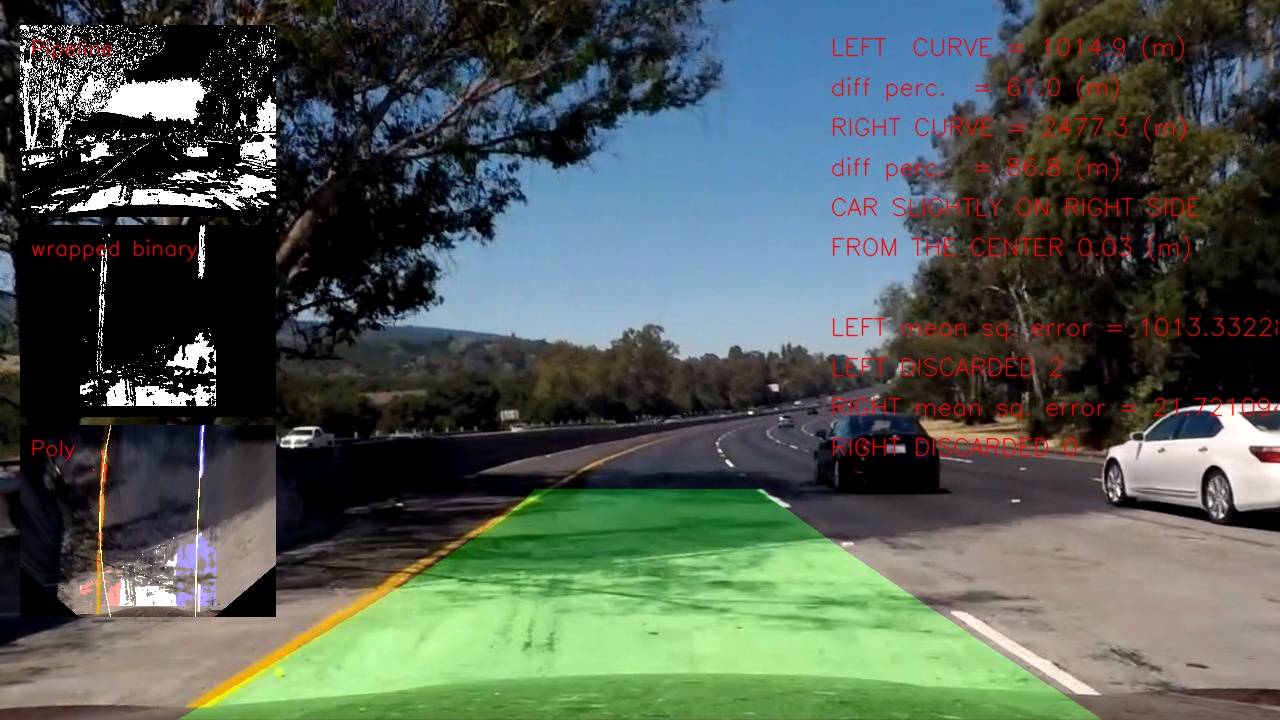 Pipeline
wrapped binary
Poly
LEFT CURVE = 1014.9 (m)
diff perc. = 61.0 (m)
RIGHT CURVE = 2477.3 (m)
diff perc. = 86.8 (m)
CAR SLIGHTLY ON RIGHT SIDE
FROM THE CENTER 0.03 (m)
LEFT mean sq. error = 1013.3322
LEFT DISCARDED 2
RIGHT mean sq. error = 21.72109
RIGHT DISCARDED 0